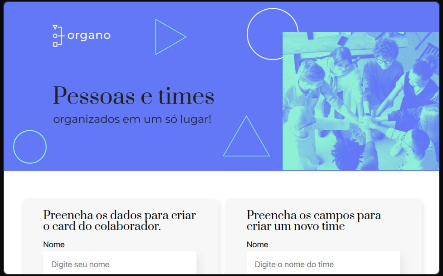 organo
Pessoas e times
organizados em um só lugar!
Preencha os dados para criar
o card do colaborador.
Nome
Digite seu nome
Preencha os campos para
criar um novo time
Nome
Digite o nome do time